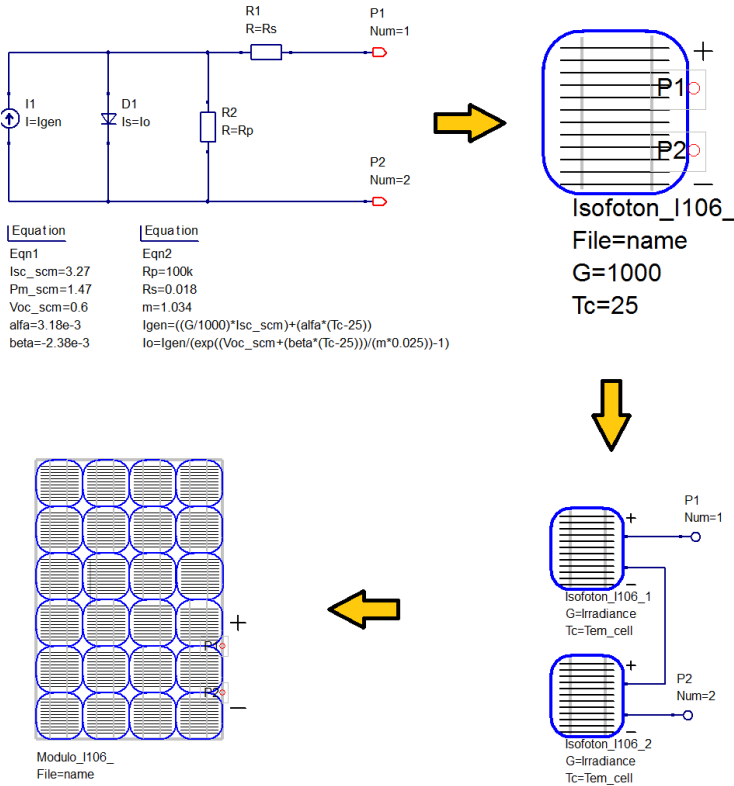 R1
R=Rs
P1
Num=1
I1
I=Igen
D1
Is=Io
R2
R=Rp
P2
Num=2
Equation
Eqn1
Isc_scm=3.27
Pm_scm=1.47
Voc_scm=0.6
alfa=3.18e-3
beta=-2.38e-3
Equation
Eqn2
Rp=100k
Rs=0.018
m=1.034
Igen=((G/1000)*Isc_scm)+(alfa*(Tc-25))
Io=Igen/(exp((Voc_scm+(beta*(Tc-25)))/(m*0.025))-1)
+
P1
P2
−
Isofoton_I106_
File=name
G=1000
Tc=25
P1
Num=1
+
−
Isofoton_I106_1
G=Irradiance
Tc=Tem_cell
+
P2
Num=2
−
Isofoton_I106_2
G=Irradiance
Tc=Tem_cell
+
P1
P2
−
Modulo_I106_
File=name